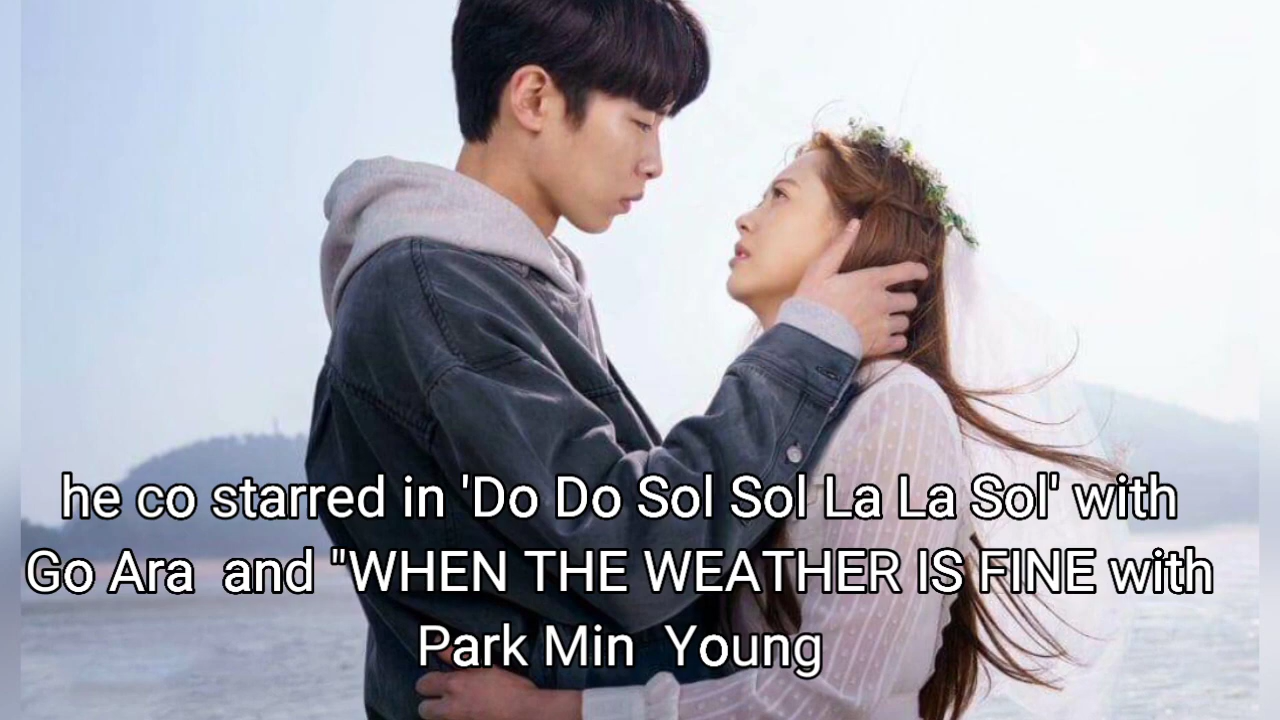 he co starred in 'Do Do Sol Sol La La Sol' with
Go Ara  and "WHEN THE WEATHER IS FINE with
Park Min  Young